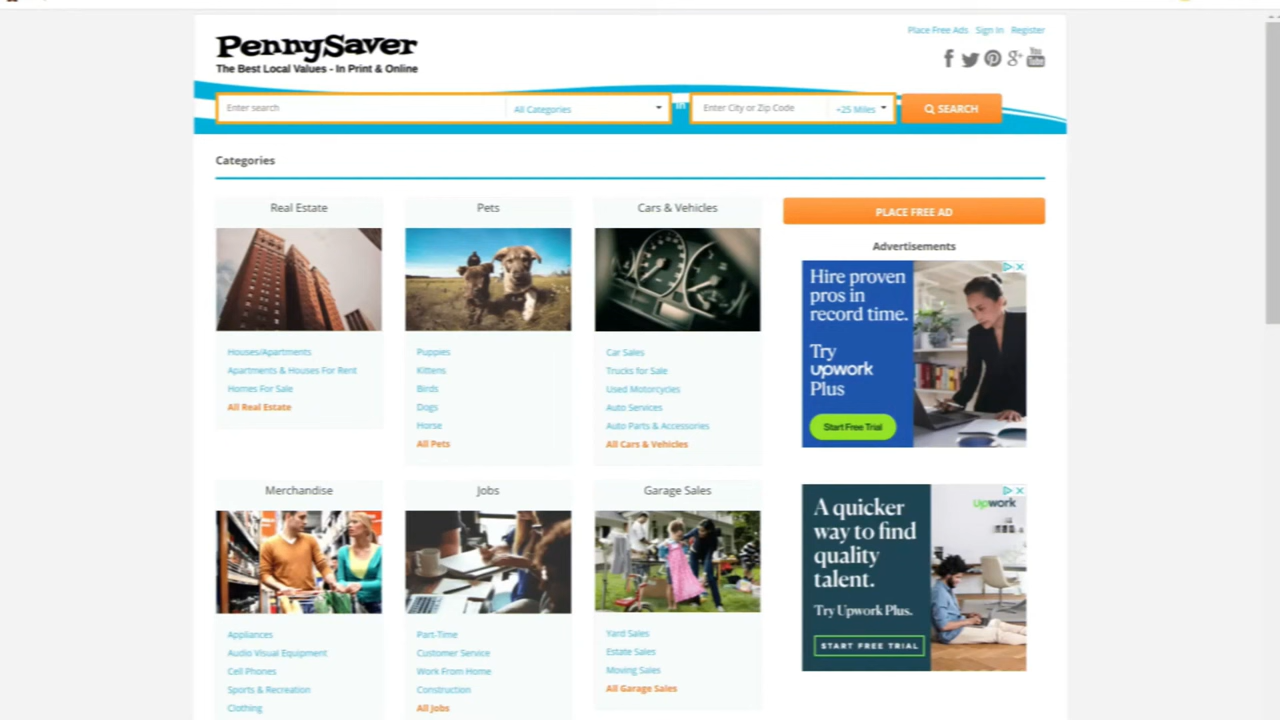 Place Free Ads Sign In Register
PennySaver
The Best Local Values - In Print & Online
You
Tube
Enter search
All Categories
in
Enter City or Zip Code
+25 Miles
SEARCH
Categories
Real Estate
Houses/Apartments
Apartments & Houses For Rent
Homes For Sale
All Real Estate
Pets
Puppies
Kittens
Birds
Dogs
Horse
All Pets
Cars & Vehicles
Car Sales
Trucks for Sale
Used Motorcycles
Auto Services
Auto Parts & Accessories
All Cars & Vehicles
PLACE FREE AD
Advertisements
Hire proven
pros in
record time.
Try
upwork
Plus
Start Free Trial
Merchandise
Appliances
Audio Visual Equipment
Cell Phones
Sports & Recreation
Clothing
Jobs
Part-Time
Customer Service
Work From Home
Construction
All Jobs
Garage Sales
Yard Sales
Estate Sales
Moving Sales
All Garage Sales
upwork
A quicker
way to find
quality
talent.
Try Upwork Plus.
START FREE TRIAL